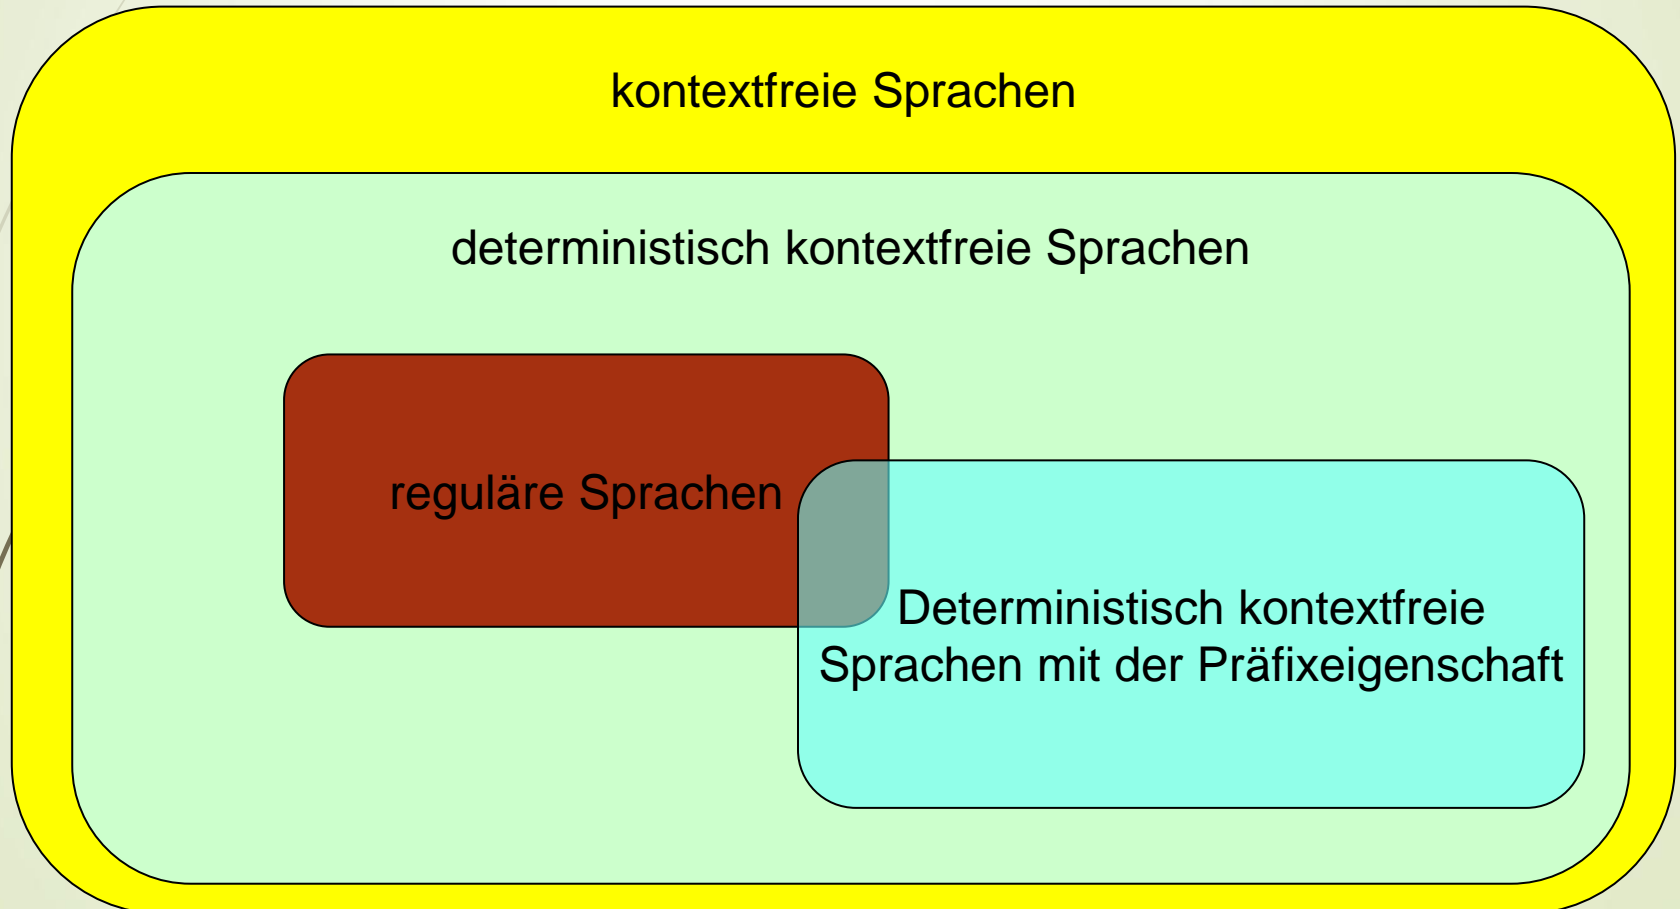 kontextfreie Sprachen
deterministisch kontextfreie Sprachen
reguläre Sprachen
Deterministisch kontextfreie
Sprachen mit der Präfixeigenschaft